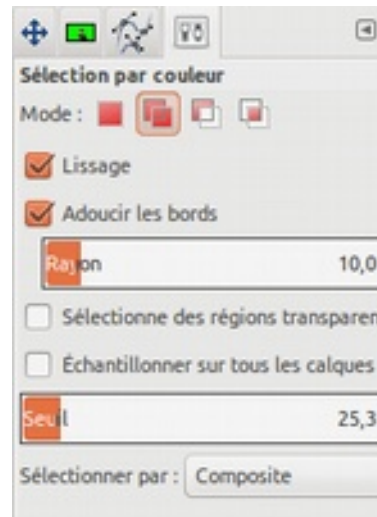 Sélection par couleur
Mode :
Lissage
Adoucir les bords
Rayon 10,0
Sélectionne des régions transparen
Échantillonner sur tous les calques
Seuil 25,3
Sélectionner par : Composite